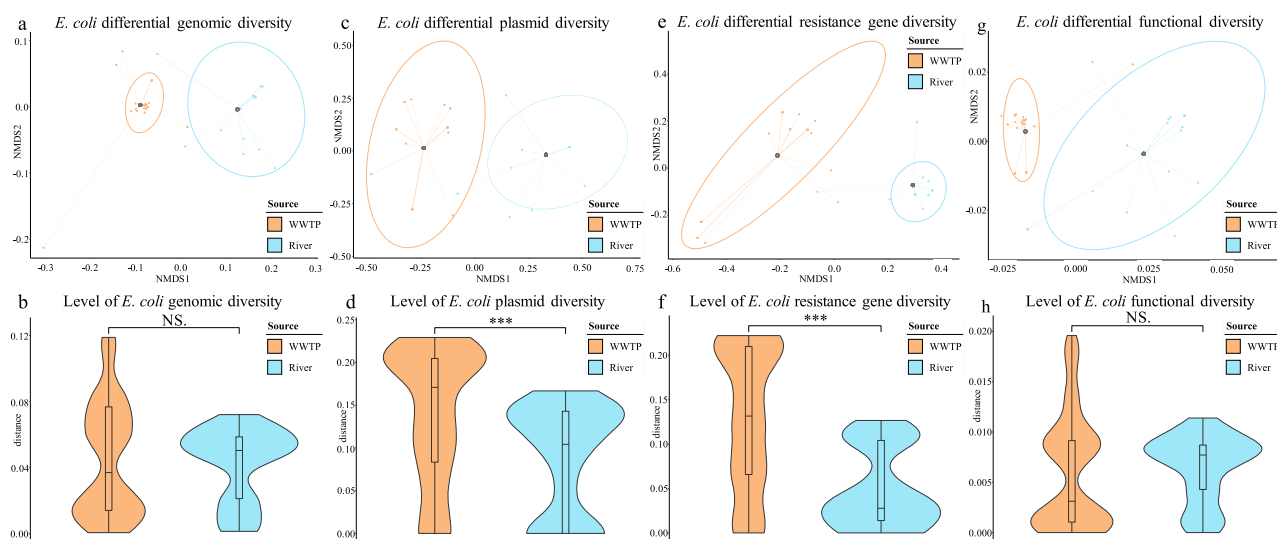 a
E. coli differential genomic diversity
0.1
0.0
-0.1
-0.2
NMDS2
-0.3
-0.2
-0.1
0.0
0.1
0.2
0.3
NMDS1
Source
WWTP
River
c
E. coli differential plasmid diversity
0.50
0.25
0.00
-0.25
-0.50
NMDS2
-0.50
-0.25
0.00
0.25
0.50
0.75
NMDS1
Source
WWTP
River
e
E. coli differential resistance gene diversity
0.4
0.2
0.0
-0.2
NMDS2
-0.6
-0.4
-0.2
0.0
0.2
0.4
NMDS1
Source
WWTP
River
g
E. coli differential functional diversity
0.02
0.00
-0.02
NMDS2
-0.025
0.000
0.025
0.050
NMDS1
Source
WWTP
River
b
Level of E. coli genomic diversity
NS.
0.12
0.08
0.04
0.00
distance
Source
WWTP
River
d
Level of E. coli plasmid diversity
***
0.25
0.20
0.15
0.10
0.05
0.00
distance
Source
WWTP
River
f
Level of E. coli resistance gene diversity
***
0.20
0.15
0.10
0.05
0.00
distance
Source
WWTP
River
h
Level of E. coli functional diversity
NS.
0.020
0.015
0.010
0.005
0.000
distance
Source
WWTP
River